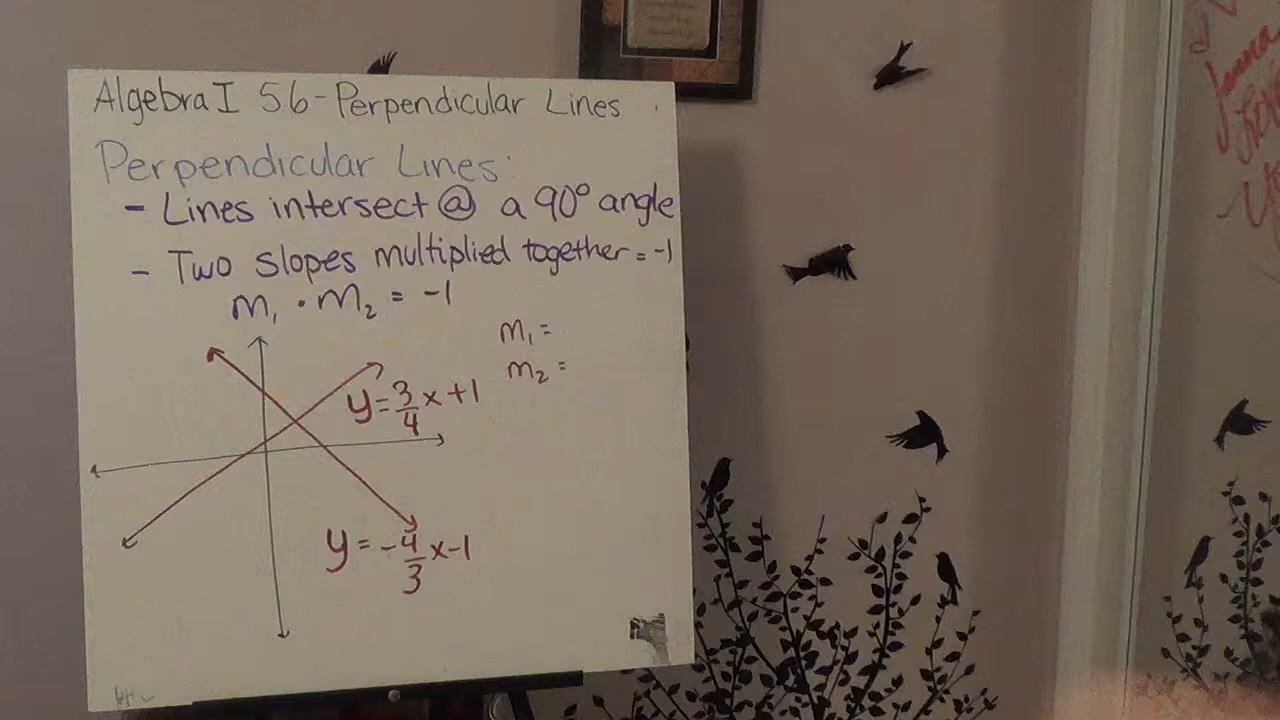 Algebra I 5.6 - Perpendicular Lines
Perpendicular Lines:
- Lines intersect @ a 90° angle
- Two slopes multiplied together = -1
m₁ · m₂ = -1
m₁ =
m₂ =
y = 3/4 x + 1
y = -4/3 x - 1